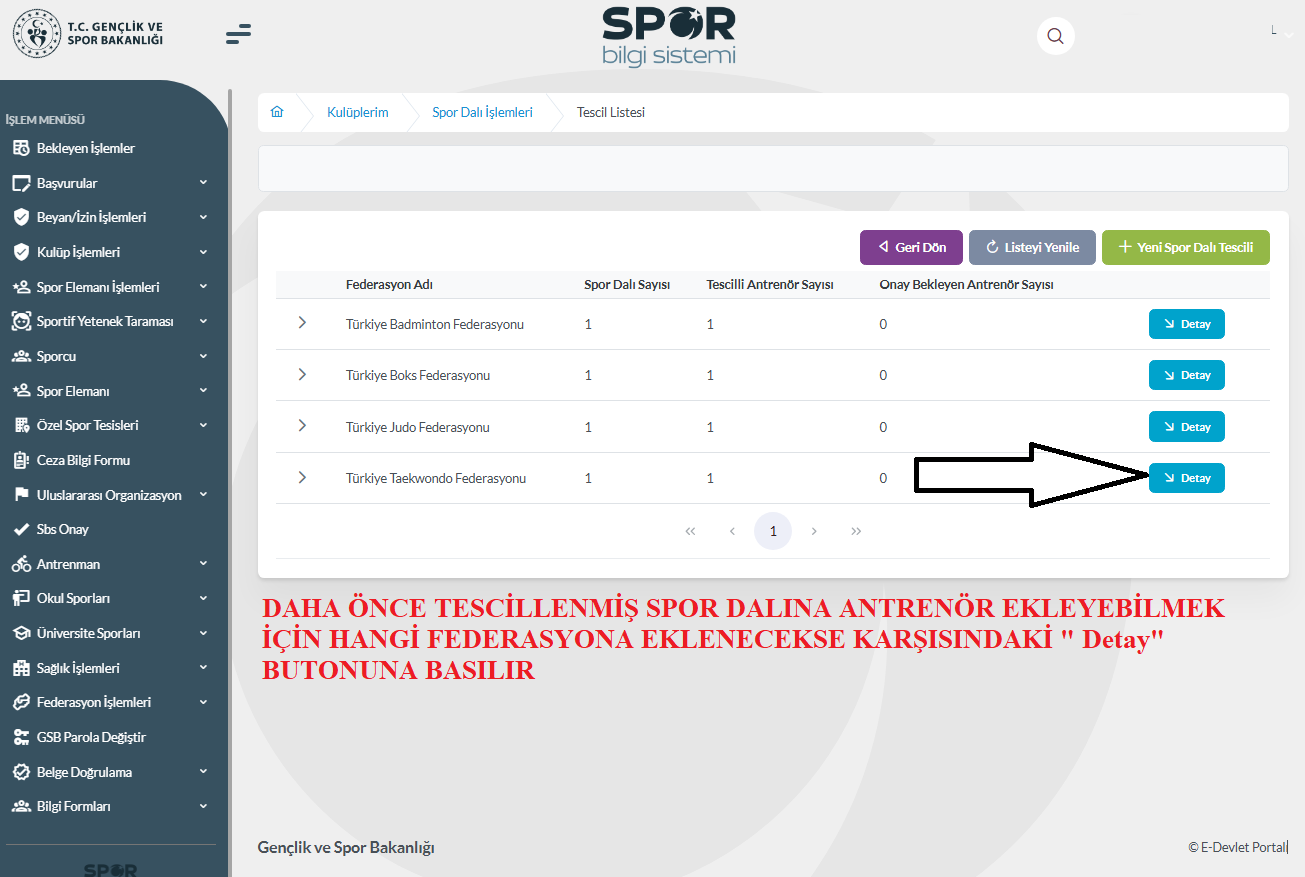 T.C. GENÇLİK VE
SPOR BAKANLIĞI
SPOR
bilgi sistemi
L
İŞLEM MENÜSÜ
Bekleyen İşlemler
Başvurular
Beyan/İzin İşlemleri
Kulüp İşlemleri
Spor Elemanı İşlemleri
Sportif Yetenek Taraması
Sporcu
Spor Elemanı
Özel Spor Tesisleri
Ceza Bilgi Formu
Uluslararası Organizasyon
Sbs Onay
Antrenman
Okul Sporları
Üniversite Sporları
Sağlık İşlemleri
Federasyon İşlemleri
GSB Parola Değiştir
Belge Doğrulama
Bilgi Formları
SPOR
Kulüplerim Spor Dalı İşlemleri Tescil Listesi
Geri Dön Listeyi Yenile + Yeni Spor Dalı Tescili
Federasyon Adı Spor Dalı Sayısı Tescilli Antrenör Sayısı Onay Bekleyen Antrenör Sayısı
Türkiye Badminton Federasyonu 1 1 0 Detay
Türkiye Boks Federasyonu 1 1 0 Detay
Türkiye Judo Federasyonu 1 1 0 Detay
Türkiye Taekwondo Federasyonu 1 1 0 Detay
« ‹ 1 › »
DAHA ÖNCE TESCİLLENMİŞ SPOR DALINA ANTRENÖR EKLEYEBİLMEK
İÇİN HANGİ FEDERASYONA EKLENECEKSE KARŞISINDAKİ " Detay"
BUTONUNA BASILIR
Gençlik ve Spor Bakanlığı
© E-Devlet Portalı